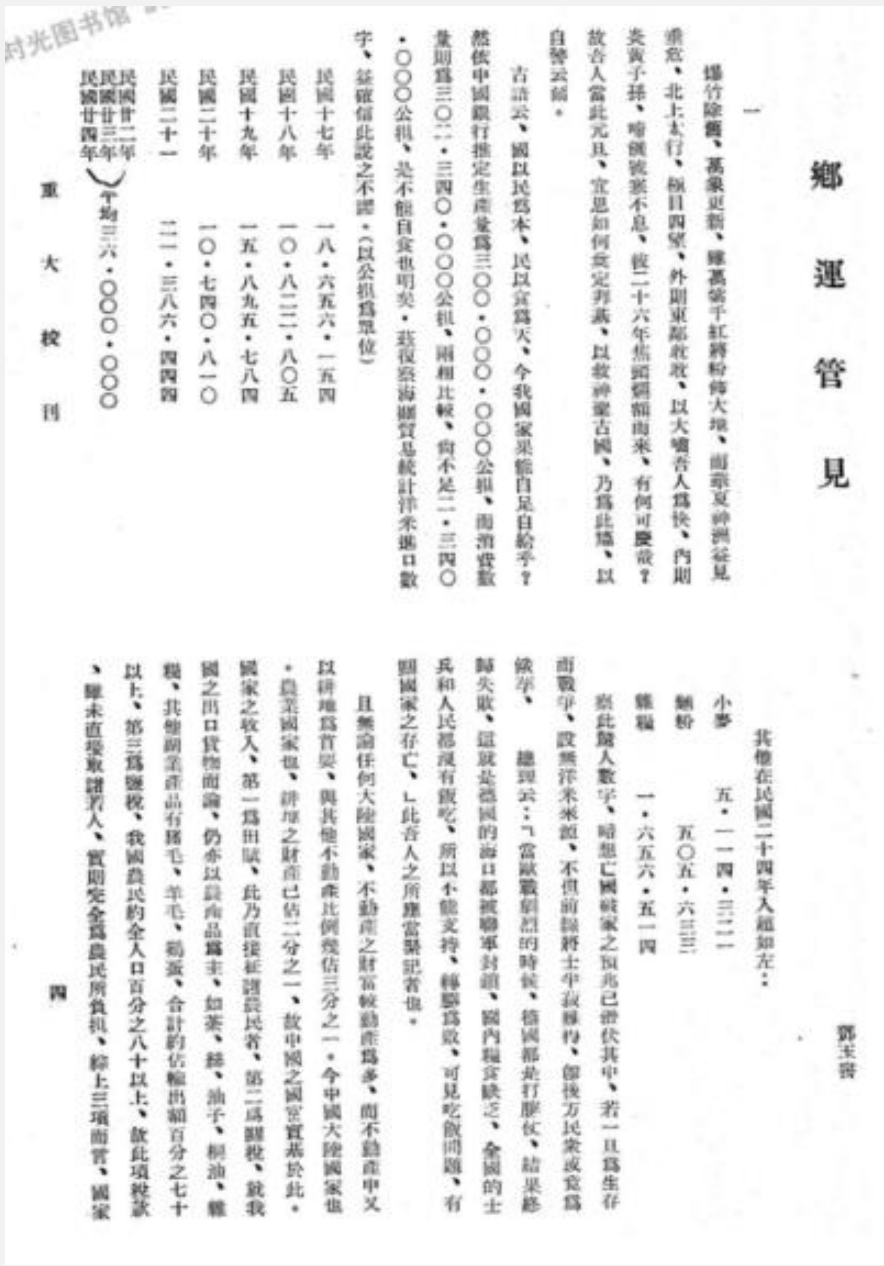 时光图书馆
鄉運管見
鄧玉
一
爆竹除舊、萬象更新、雖萬紫千紅將粉飾大地、而華夏神洲益見
北上太行、極目四望、外則東鄰眈眈、以大嚼吾人為快、內則
炎黃子孫、啼飢號寒不息、彼二十六年焦頭爛額而來、有何可慶哉？
故吾人當此元旦、宜思如何奠定邦基、以救神聖古國、乃為此篇、以
自警云爾。
古語云、國以民為本、民以食為天、今我國家果能自足自給乎？
然依中國銀行推定生產量為三〇〇・〇〇〇・〇〇〇公担、而消費數
量則為三〇二・三四〇・〇〇〇公担、兩相比較、尚不足二・三四〇
・〇〇〇公担、是不能自食也明矣。茲復察海關貿易統計洋米進口數
字、益確信此說之不謬。（以公担為單位）
民國十七年　一八・六五六・一五四
民國十八年　一〇・八二二・八〇五
民國十九年　一五・八九五・七八四
民國二十年　一〇・七四〇・八一〇
民國二十一　二一・三八六・四四四
民國廿二年
民國廿三年　平均三六・〇〇〇・〇〇〇
民國廿四年
其他在民國二十四年入超如左：
小麥　五・一一四・三二一
麵粉　五〇五・六三三
雜糧　一・六五六・五一四
察此驚人數字、暗想亡國破家之預兆已潛伏其中、若一旦為生存
而戰爭、設無洋米來源、不但前線將士半菽難得、即後方民衆或竟為
餓莩、　總理云：「當歐戰劇烈的時候、德國都是打勝仗、結果終
歸失敗、這就是德國的海口都被聯軍封鎖、國內糧食缺乏、全國的士
兵和人民都沒有飯吃、所以不能支持、轉勝為敗、可見吃飯問題、有
關國家之存亡、」此吾人之所應當緊記者也。
且無論任何大陸國家、不動產之財富較動產為多、而不動產中又
以耕地為首要、與其他不動產比例幾佔三分之一。今中國大陸國家也
。農業國家也、耕地之財產已佔二分之一、故中國之國富實基於此。
國家之收入、第一為田賦、此乃直接征諸農民者、第二為關稅、就我
國之出口貨物而論、仍亦以農產品為主、如茶、絲、油子、桐油、雜
糧、其他副業產品有豬毛、羊毛、鷄蛋、合計約佔輸出額百分之七十
以上、第三為鹽稅、我國農民約全人口百分之八十以上、故此項稅款
、雖未直接取諸若人、實則完全為農民所負担、綜上三項而言、國家
重大校刊
四